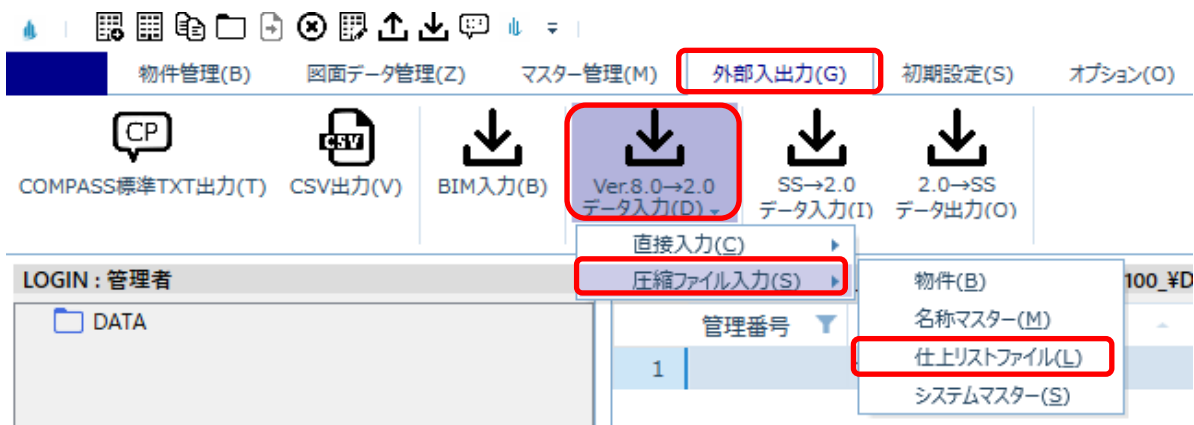 物件管理(B) 図面データ管理(Z) マスター管理(M) 外部入出力(G) 初期設定(S) オプション(O)
CP CSV
COMPASS標準TXT出力(T) CSV出力(V) BIM入力(B) Ver.8.0→2.0 SS→2.0 2.0→SS
データ入力(D) データ入力(I) データ出力(O)
直接入力(C)
LOGIN : 管理者 圧縮ファイル入力(S) 物件(B) 100_¥D
DATA 管理番号 名称マスター(M)
1 仕上リストファイル(L)
システムマスター(S)